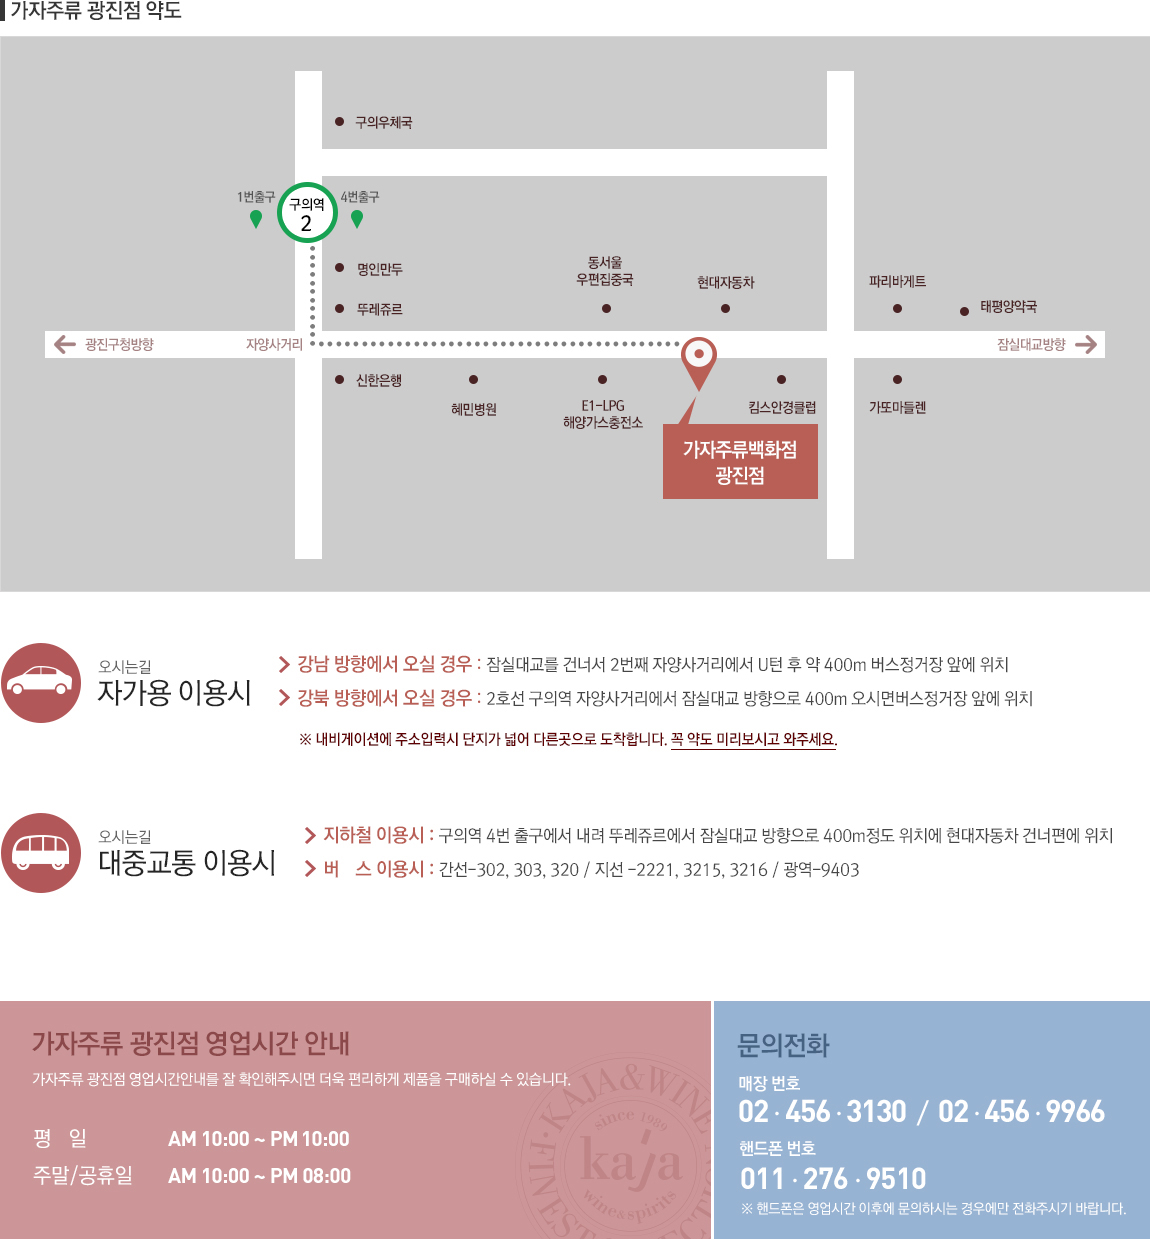 가자주류 광진점 약도
구의우체국
1번출구
구의역
2
4번출구
명인만두
뚜레쥬르
동서울
우편집중국
현대자동차
파리바게트
태평양약국
광진구청방향
자양사거리
잠실대교방향
신한은행
혜민병원
E1-LPG
해양가스충전소
킴스안경클럽
가또마들렌
가자주류백화점
광진점
오시는길
자가용 이용시
강남 방향에서 오실 경우 : 잠실대교를 건너서 2번째 자양사거리에서 U턴 후 약 400m 버스정거장 앞에 위치
강북 방향에서 오실 경우 : 2호선 구의역 자양사거리에서 잠실대교 방향으로 400m 오시면버스정거장 앞에 위치
※ 내비게이션에 주소입력시 단지가 넓어 다른곳으로 도착합니다. 꼭 약도 미리보시고 와주세요.
오시는길
대중교통 이용시
지하철 이용시 : 구의역 4번 출구에서 내려 뚜레쥬르에서 잠실대교 방향으로 400m정도 위치에 현대자동차 건너편에 위치
버 스 이용시 : 간선-302, 303, 320 / 지선 -2221, 3215, 3216 / 광역-9403
가자주류 광진점 영업시간 안내
가자주류 광진점 영업시간안내를 잘 확인해주시면 더욱 편리하게 제품을 구매하실 수 있습니다.
평 일 AM 10:00 ~ PM 10:00
주말/공휴일 AM 10:00 ~ PM 08:00
KAJA&WINE
since 1989
kaja
wine&spirits
문의전화
매장 번호
02 · 456 · 3130 / 02 · 456 · 9966
핸드폰 번호
011 · 276 · 9510
※ 핸드폰은 영업시간 이후에 문의하시는 경우에만 전화주시기 바랍니다.